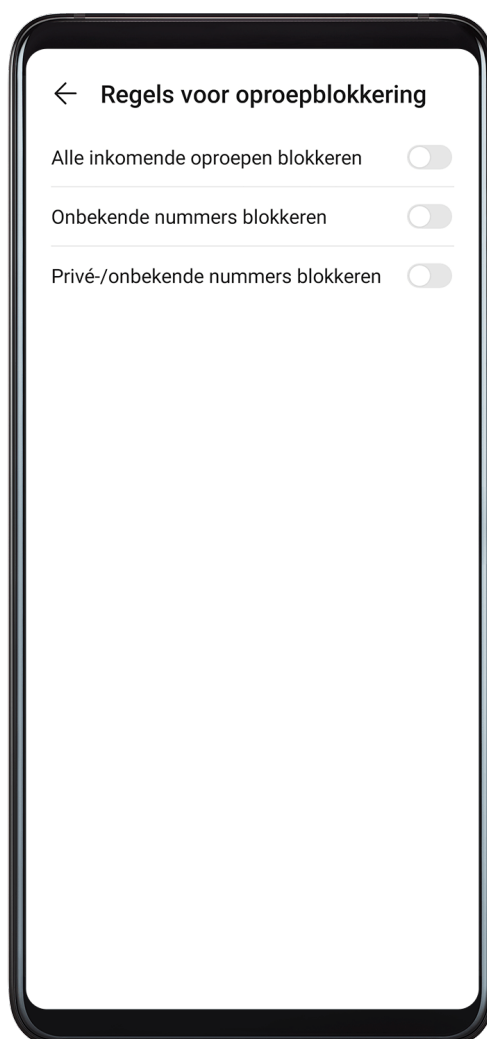 Regels voor oproepblokkering
Alle inkomende oproepen blokkeren
Onbekende nummers blokkeren
Privé-/onbekende nummers blokkeren